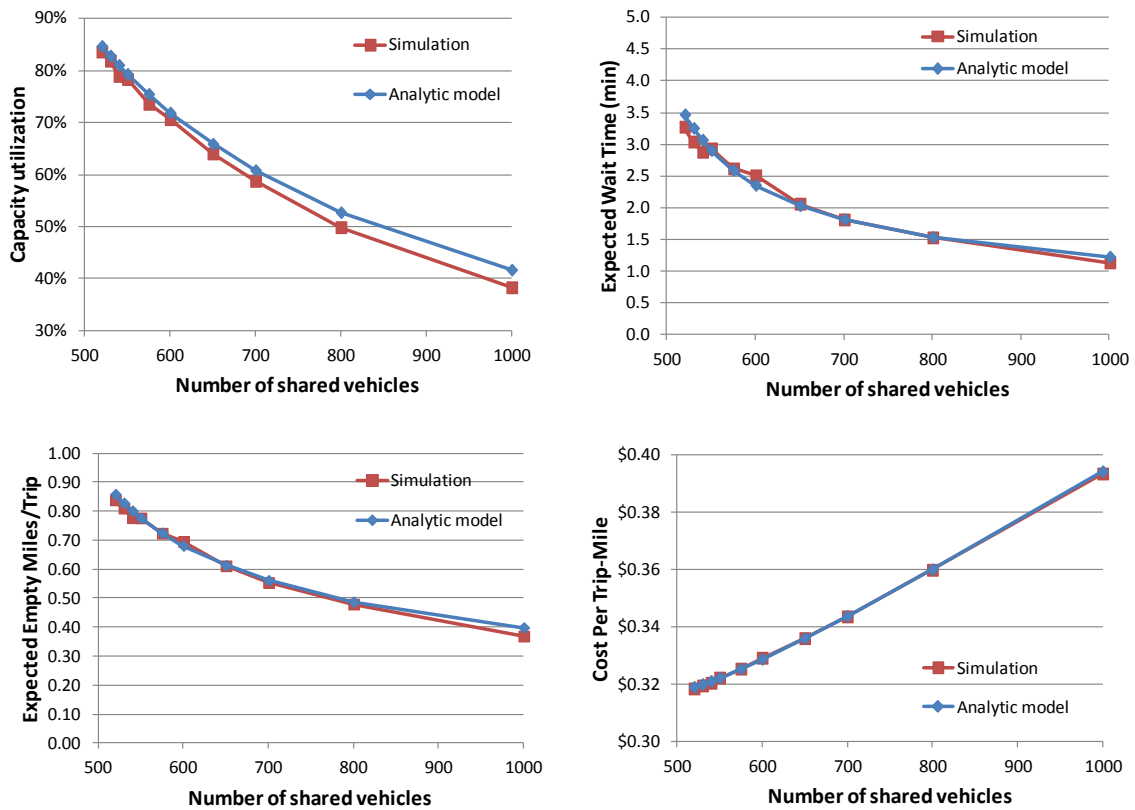 90%
80%
70%
60%
50%
40%
30%
Capacity utilization
500 600 700 800 900 1000
Number of shared vehicles
Simulation
Analytic model
5.0
4.5
4.0
3.5
3.0
2.5
2.0
1.5
1.0
0.5
0.0
Expected Wait Time (min)
500 600 700 800 900 1000
Number of shared vehicles
Simulation
Analytic model
1.00
0.90
0.80
0.70
0.60
0.50
0.40
0.30
0.20
0.10
0.00
Expected Empty Miles/Trip
500 600 700 800 900 1000
Number of shared vehicles
Simulation
Analytic model
$0.40
$0.38
$0.36
$0.34
$0.32
$0.30
Cost Per Trip-Mile
500 600 700 800 900 1000
Number of shared vehicles
Simulation
Analytic model